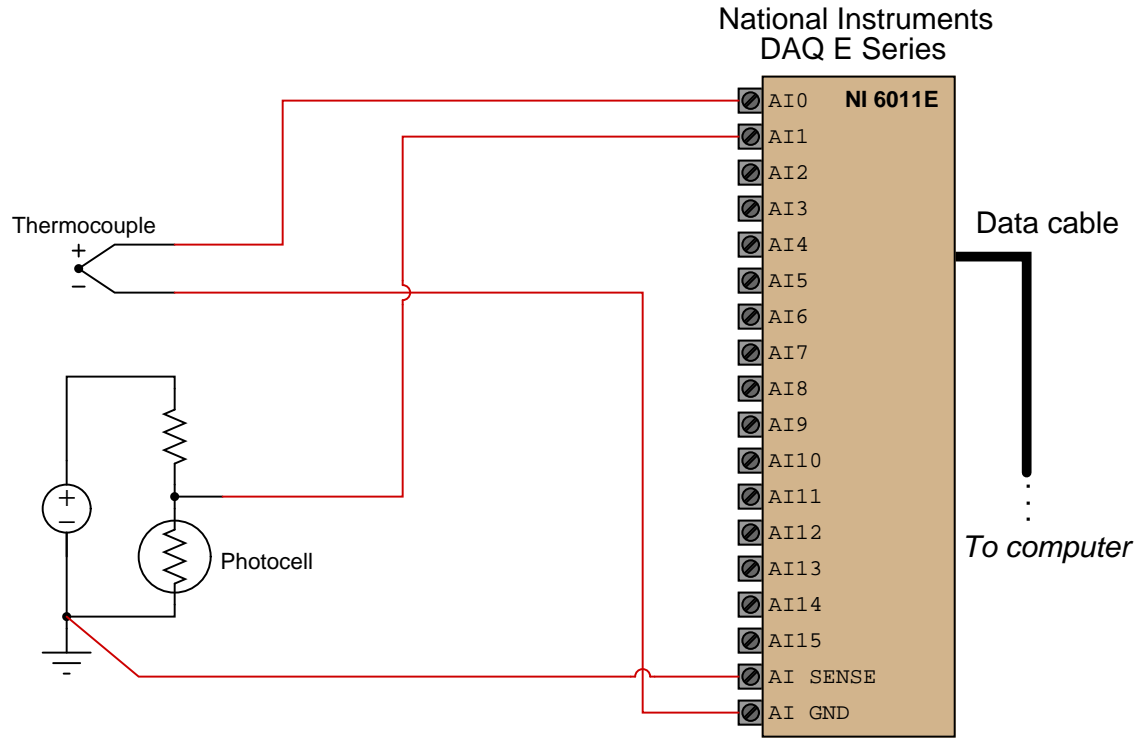 National Instruments
DAQ E Series
NI 6011E
AI0
AI1
AI2
AI3
AI4
AI5
AI6
AI7
AI8
AI9
AI10
AI11
AI12
AI13
AI14
AI15
AI SENSE
AI GND
Thermocouple
+
−
+
−
Photocell
Data cable
To computer